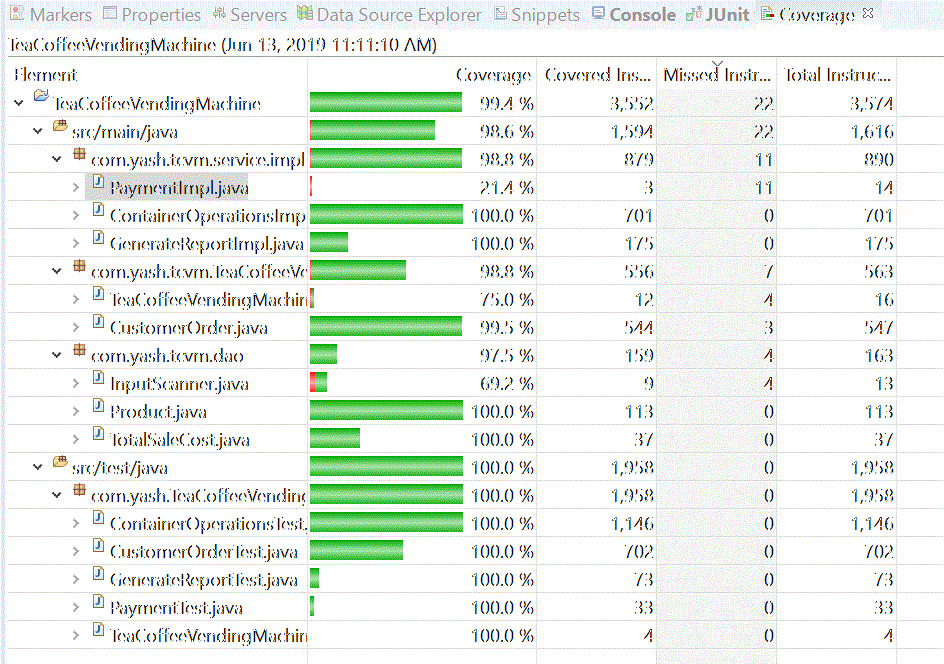 Markers Properties Servers Data Source Explorer Snippets Console JUnit Coverage
TeaCoffeeVendingMachine (Jun 13, 2019 11:11:10 AM)
Element Coverage Covered Ins... Missed Instr... Total Instruc...
TeaCoffeeVendingMachine 99.4 % 3,552 22 3,574
src/main/java 98.6 % 1,594 22 1,616
com.yash.tcvm.service.impl 98.8 % 879 11 890
PaymentImpl.java 21.4 % 3 11 14
ContainerOperationsImp 100.0 % 701 0 701
GenerateReportImpl.java 100.0 % 175 0 175
com.yash.tcvm.TeaCoffeeVe 98.8 % 556 7 563
TeaCoffeeVendingMachin 75.0 % 12 4 16
CustomerOrder.java 99.5 % 544 3 547
com.yash.tcvm.dao 97.5 % 159 4 163
InputScanner.java 69.2 % 9 4 13
Product.java 100.0 % 113 0 113
TotalSaleCost.java 100.0 % 37 0 37
src/test/java 100.0 % 1,958 0 1,958
com.yash.TeaCoffeeVending 100.0 % 1,958 0 1,958
ContainerOperationsTest. 100.0 % 1,146 0 1,146
CustomerOrderTest.java 100.0 % 702 0 702
GenerateReportTest.java 100.0 % 73 0 73
PaymentTest.java 100.0 % 33 0 33
TeaCoffeeVendingMachin 100.0 % 4 0 4